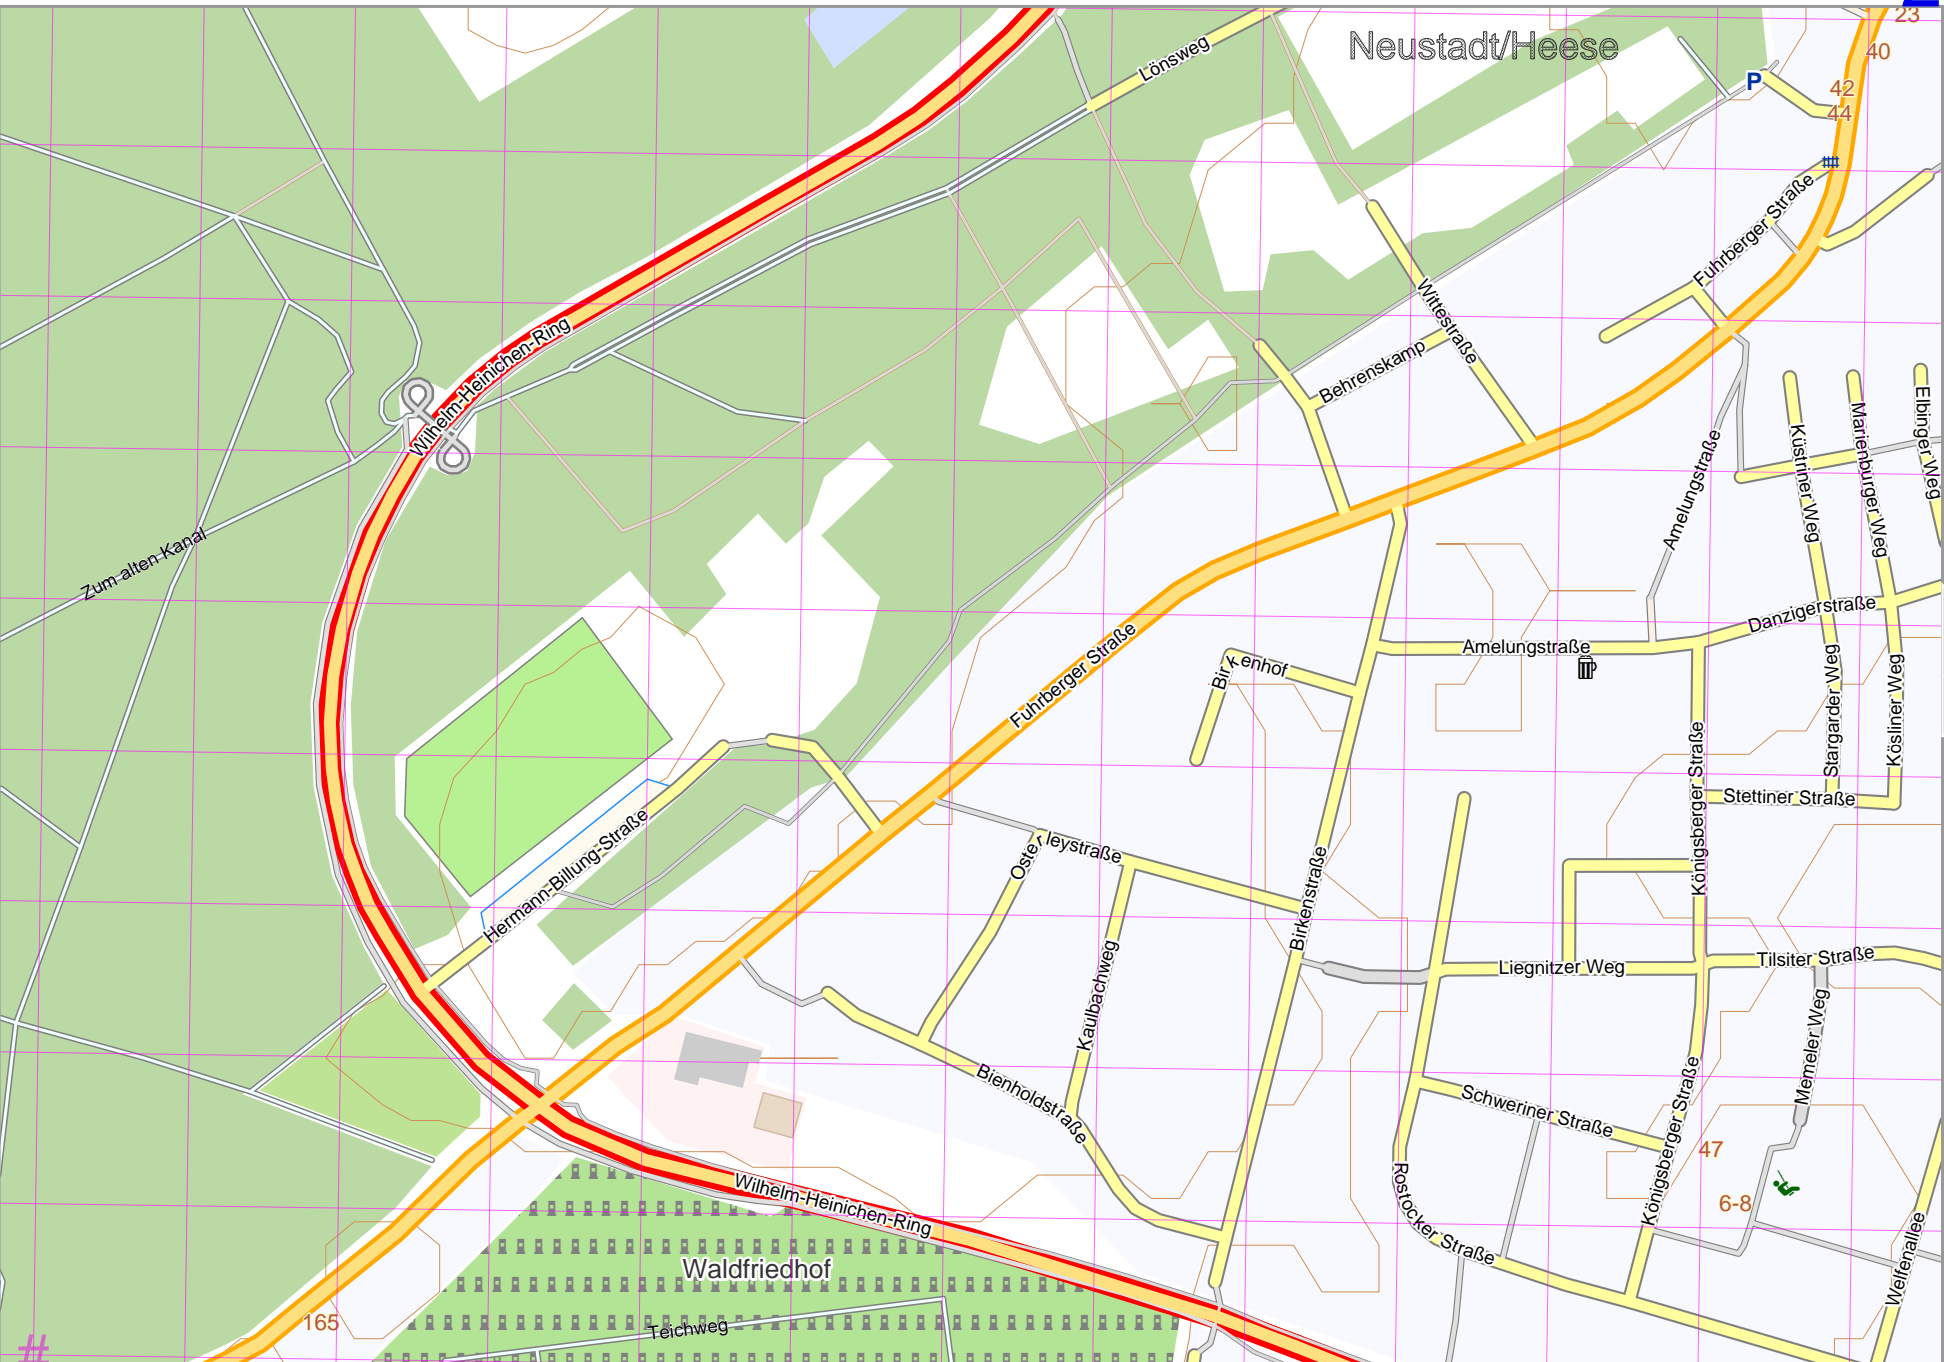 23
Neustadt/Heese
40
Lönsweg
P
42
44
Fuhrberger Straße
Wittestraße
Wilhelm-Heinichen-Ring
Behrenskamp
Elbinger Weg
Marienburger Weg
Küstriner Weg
Amelungstraße
Zum alten Kanal
Danzigerstraße
Fuhrberger Straße
Amelungstraße
Birkenhof
Stargarder Weg
Kösliner Weg
Königsberger Straße
Stettiner Straße
Hermann-Billung-Straße
Osterleystraße
Birkenstraße
Kaulbachweg
Liegnitzer Weg
Tilsiter Straße
Memeler Weg
Bienholdstraße
Schweriner Straße
Königsberger Straße
47
6-8
Wilhelm-Heinichen-Ring
Rostocker Straße
Welfenallee
Waldfriedhof
165
Teichweg
#